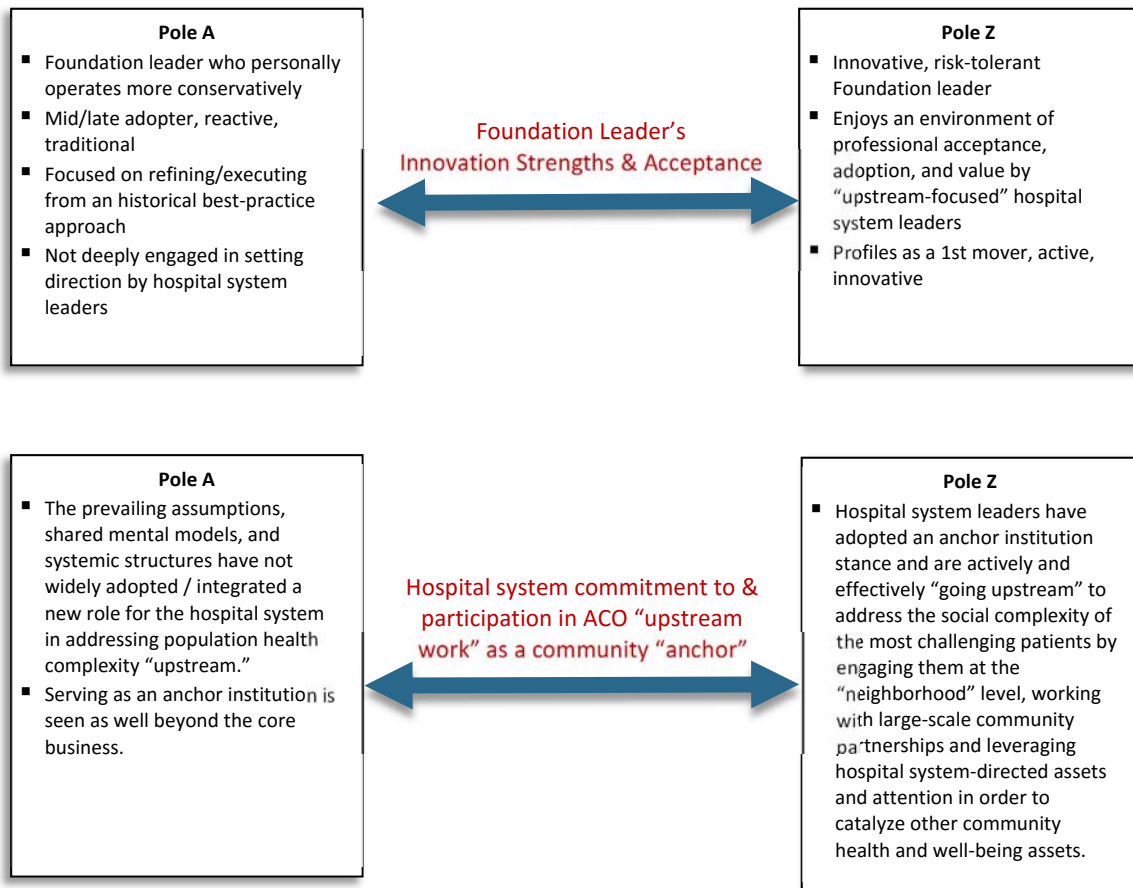 Pole A
▪ Foundation leader who personally
operates more conservatively
▪ Mid/late adopter, reactive,
traditional
▪ Focused on refining/executing
from an historical best-practice
approach
▪ Not deeply engaged in setting
direction by hospital system
leaders
Foundation Leader’s
Innovation Strengths & Acceptance
Pole Z
▪ Innovative, risk-tolerant
Foundation leader
▪ Enjoys an environment of
professional acceptance,
adoption, and value by
“upstream-focused” hospital
system leaders
▪ Profiles as a 1st mover, active,
innovative
Pole A
▪ The prevailing assumptions,
shared mental models, and
systemic structures have not
widely adopted / integrated a
new role for the hospital system
in addressing population health
complexity “upstream.”
▪ Serving as an anchor institution is
seen as well beyond the core
business.
Hospital system commitment to &
participation in ACO “upstream
work” as a community “anchor”
Pole Z
▪ Hospital system leaders have
adopted an anchor institution
stance and are actively and
effectively “going upstream” to
address the social complexity of
the most challenging patients by
engaging them at the
“neighborhood” level, working
with large-scale community
partnerships and leveraging
hospital system-directed assets
and attention in order to
catalyze other community
health and well-being assets.